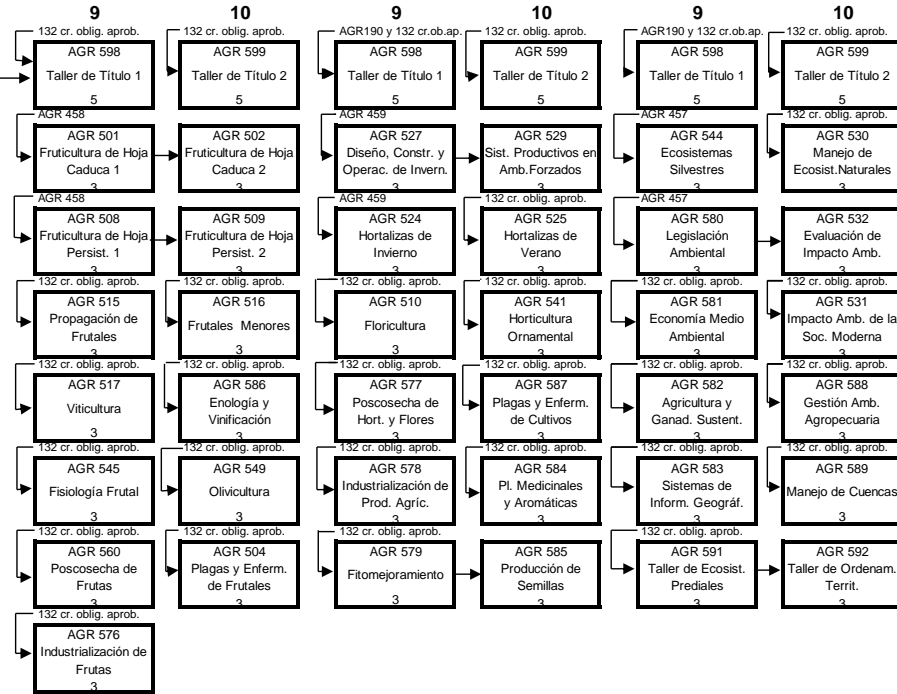 9 10 9 10 9 10
132 cr. oblig. aprob. 132 cr. oblig. aprob. AGR190 y 132 cr.ob.ap. 132 cr. oblig. aprob. AGR190 y 132 cr.ob.ap. 132 cr. oblig. aprob.
AGR 598 AGR 599 AGR 598 AGR 599 AGR 598 AGR 599
Taller de Título 1 Taller de Título 2 Taller de Título 1 Taller de Título 2 Taller de Título 1 Taller de Título 2
5 5 5 5 5 5
AGR 458 AGR 459 AGR 457 132 cr. oblig. aprob.
AGR 501 AGR 502 AGR 527 AGR 529 AGR 544 AGR 530
Fruticultura de Hoja Fruticultura de Hoja Diseño, Constr. y Sist. Productivos en Ecosistemas Manejo de
Caduca 1 Caduca 2 Operac. de Invern. Amb.Forzados Silvestres Ecosist.Naturales
3 3 3 3 3 3
AGR 458 AGR 459 132 cr. oblig. aprob. AGR 457
AGR 508 AGR 509 AGR 524 AGR 525 AGR 580 AGR 532
Fruticultura de Hoja Fruticultura de Hoja Hortalizas de Hortalizas de Legislación Evaluación de
Persist. 1 Persist. 2 Invierno Verano Ambiental Impacto Amb.
3 3 3 3 3 3
132 cr. oblig. aprob. 132 cr. oblig. aprob. 132 cr. oblig. aprob. 132 cr. oblig. aprob. 132 cr. oblig. aprob. 132 cr. oblig. aprob.
AGR 515 AGR 516 AGR 510 AGR 541 AGR 581 AGR 531
Propagación de Frutales Menores Floricultura Horticultura Economía Medio Impacto Amb. de la
Frutales Ornamental Ambiental Soc. Moderna
3 3 3 3 3 3
132 cr. oblig. aprob. 132 cr. oblig. aprob. 132 cr. oblig. aprob. 132 cr. oblig. aprob. 132 cr. oblig. aprob. 132 cr. oblig. aprob.
AGR 517 AGR 586 AGR 577 AGR 587 AGR 582 AGR 588
Viticultura Enología y Poscosecha de Plagas y Enferm. Agricultura y Gestión Amb.
Vinificación Hort. y Flores de Cultivos Ganad. Sustent. Agropecuaria
3 3 3 3 3 3
132 cr. oblig. aprob. 132 cr. oblig. aprob. 132 cr. oblig. aprob. 132 cr. oblig. aprob. 132 cr. oblig. aprob. 132 cr. oblig. aprob.
AGR 545 AGR 549 AGR 578 AGR 584 AGR 583 AGR 589
Fisiología Frutal Olivicultura Industrialización de Pl. Medicinales Sistemas de Manejo de Cuencas
Prod. Agríc. y Aromáticas Inform. Geográf.
3 3 3 3 3 3
132 cr. oblig. aprob. 132 cr. oblig. aprob. 132 cr. oblig. aprob. 132 cr. oblig. aprob.
AGR 560 AGR 504 AGR 579 AGR 585 AGR 591 AGR 592
Poscosecha de Plagas y Enferm. Fitomejoramiento Producción de Taller de Ecosist. Taller de Ordenam.
Frutas de Frutales Semillas Prediales Territ.
3 3 3 3 3 3
132 cr. oblig. aprob.
AGR 576
Industrialización de
Frutas
3